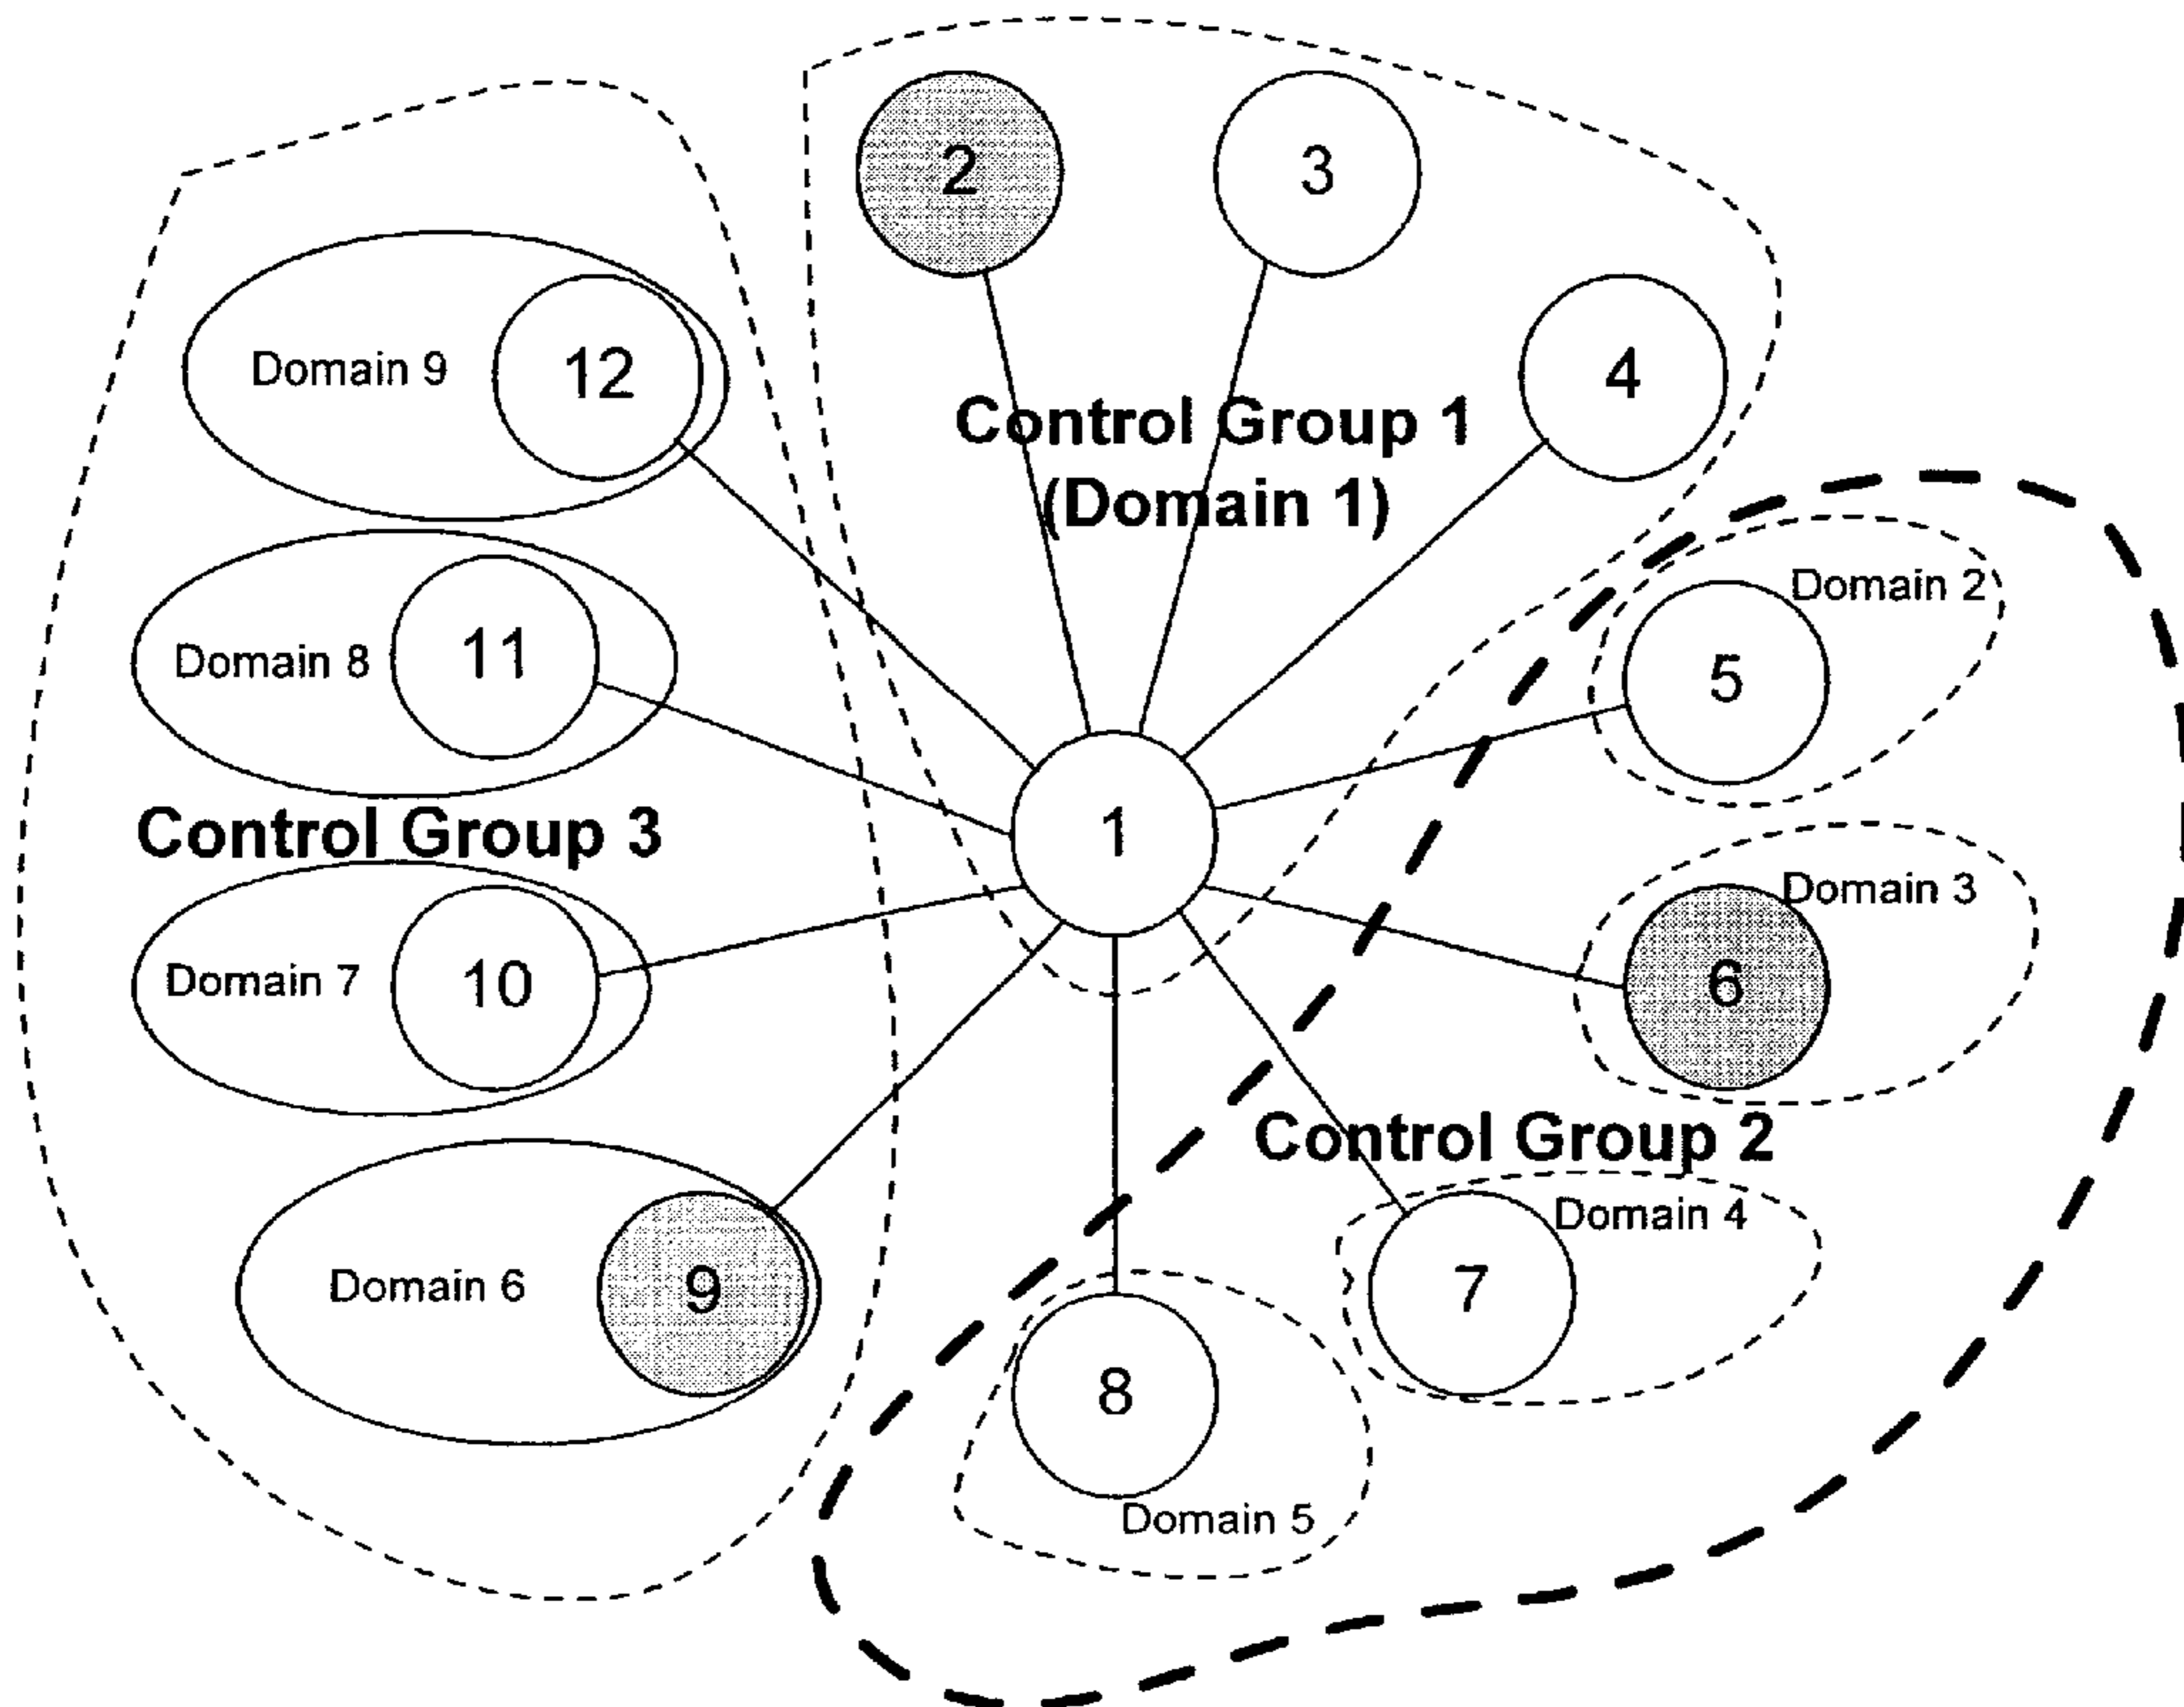 2
3
Domain 9
12
4
Control Group 1
(Domain 1)
Domain 2
Domain 8
11
5
Control Group 3
1
Domain 3
Domain 7
10
6
Control Group 2
Domain 4
Domain 6
9
7
8
Domain 5